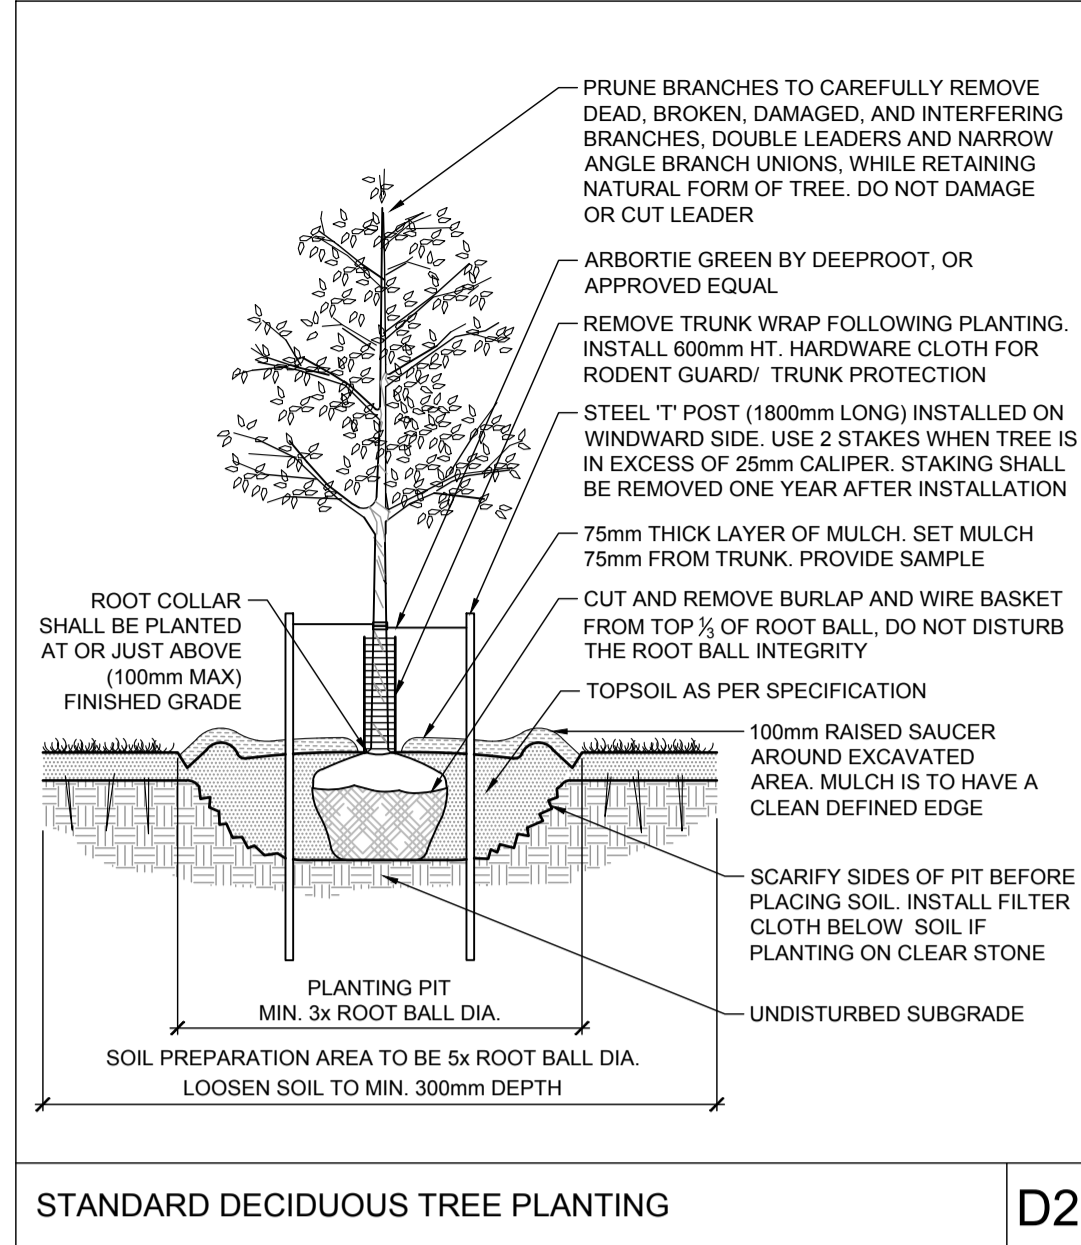 PRUNE BRANCHES TO CAREFULLY REMOVE
DEAD, BROKEN, DAMAGED, AND INTERFERING
BRANCHES, DOUBLE LEADERS AND NARROW
ANGLE BRANCH UNIONS, WHILE RETAINING
NATURAL FORM OF TREE. DO NOT DAMAGE
OR CUT LEADER
ARBORTIE GREEN BY DEEPROOT, OR
APPROVED EQUAL
REMOVE TRUNK WRAP FOLLOWING PLANTING.
INSTALL 600mm HT. HARDWARE CLOTH FOR
RODENT GUARD/ TRUNK PROTECTION
STEEL 'T' POST (1800mm LONG) INSTALLED ON
WINDWARD SIDE. USE 2 STAKES WHEN TREE IS
IN EXCESS OF 25mm CALIPER. STAKING SHALL
BE REMOVED ONE YEAR AFTER INSTALLATION
75mm THICK LAYER OF MULCH. SET MULCH
75mm FROM TRUNK. PROVIDE SAMPLE
CUT AND REMOVE BURLAP AND WIRE BASKET
FROM TOP ⅓ OF ROOT BALL, DO NOT DISTURB
THE ROOT BALL INTEGRITY
ROOT COLLAR
SHALL BE PLANTED
AT OR JUST ABOVE
(100mm MAX)
FINISHED GRADE
TOPSOIL AS PER SPECIFICATION
100mm RAISED SAUCER
AROUND EXCAVATED
AREA. MULCH IS TO HAVE A
CLEAN DEFINED EDGE
SCARIFY SIDES OF PIT BEFORE
PLACING SOIL. INSTALL FILTER
CLOTH BELOW SOIL IF
PLANTING ON CLEAR STONE
UNDISTURBED SUBGRADE
PLANTING PIT
MIN. 3x ROOT BALL DIA.
SOIL PREPARATION AREA TO BE 5x ROOT BALL DIA.
LOOSEN SOIL TO MIN. 300mm DEPTH
STANDARD DECIDUOUS TREE PLANTING
D2